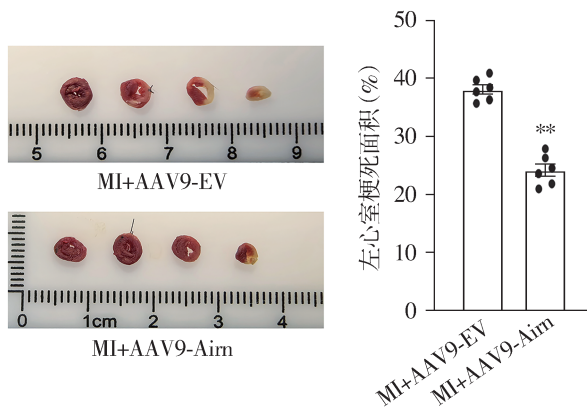 5 6 7 8 9
MI+AAV9-EV
0 1cm 2 3 4
MI+AAV9-Airn
左心室梗死面积(%)
50
40
30
20
10
0
**
MI+AAV9-EV
MI+AAV9-Airn